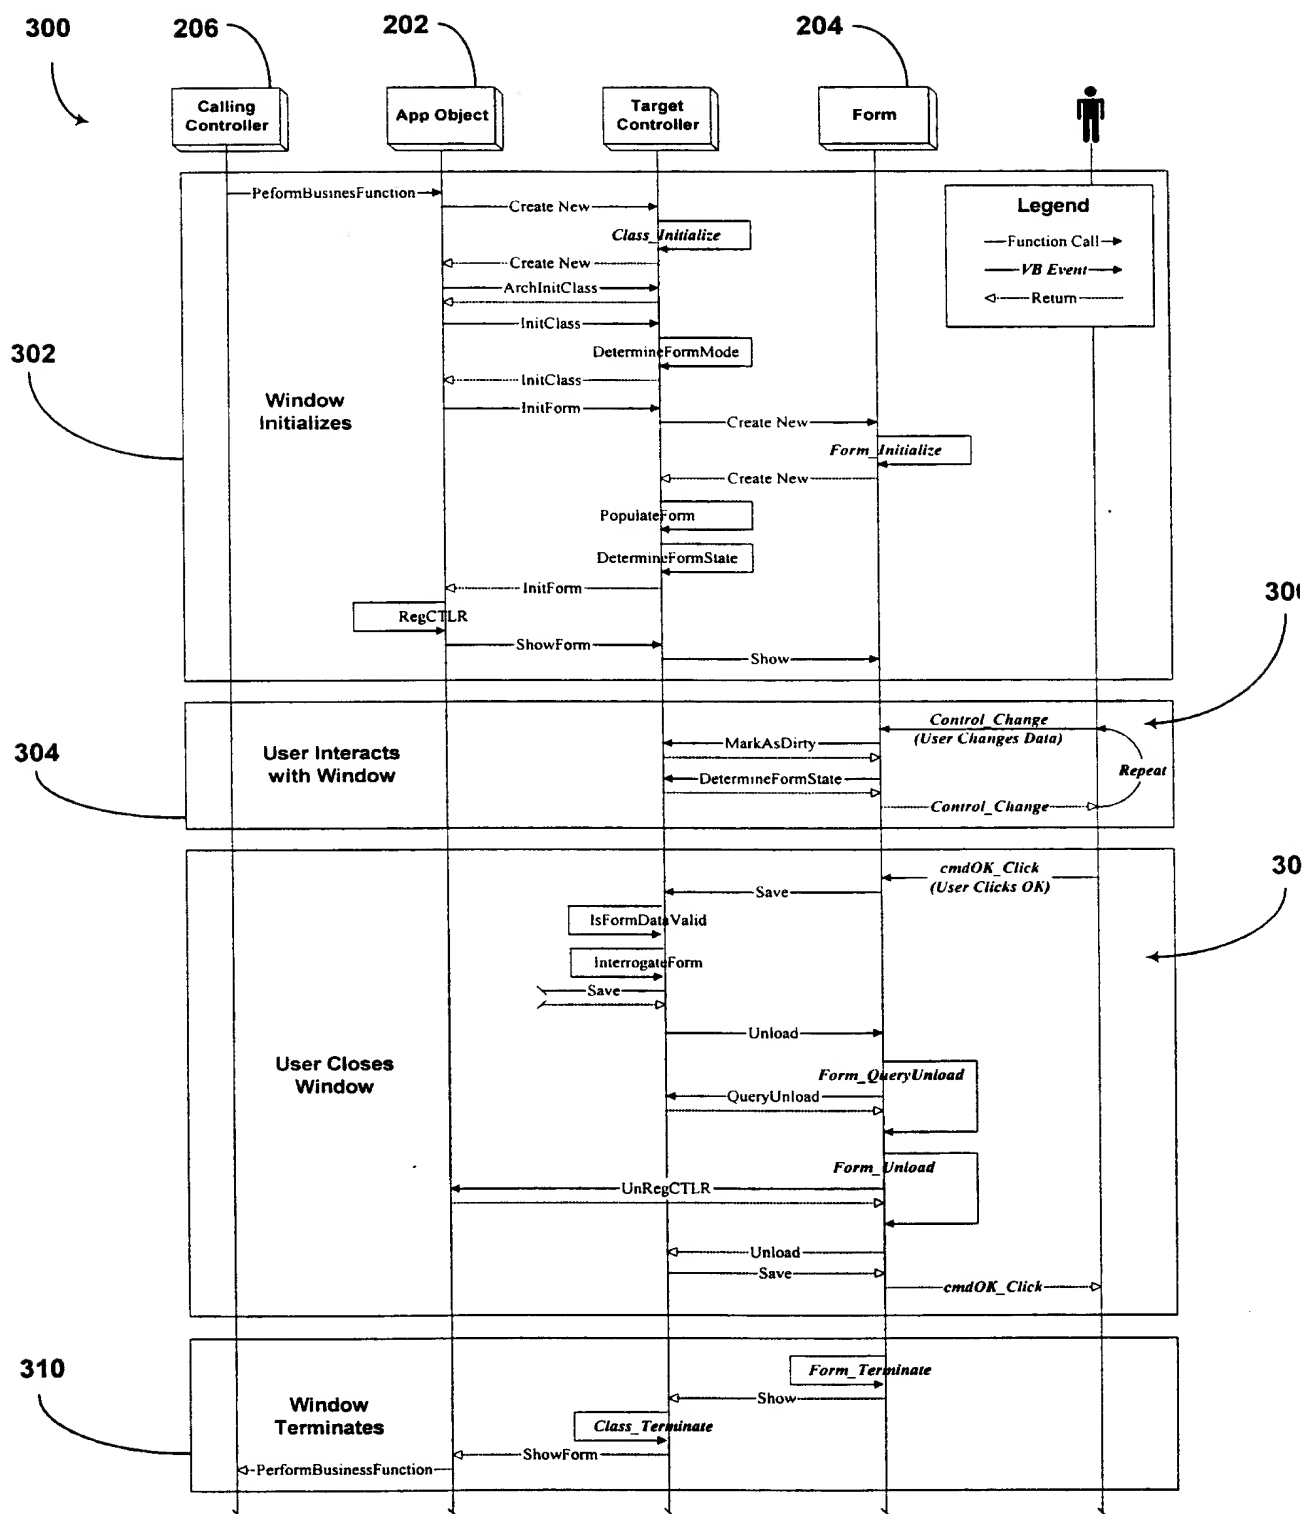 300
206
202
204
Calling
Controller
App Object
Target
Controller
Form
PeformBusinesFunction
Create New
Class_Initialize
Create New
ArchInitClass
InitClass
DetermineFormMode
InitClass
InitForm
Create New
Form_Initialize
Create New
PopulateForm
DetermineFormState
InitForm
RegCTLR
ShowForm
Show
Legend
Function Call
VB Event
Return
302
Window
Initializes
304
User Interacts
with Window
Control_Change
(User Changes Data)
MarkAsDirty
Repeat
DetermineFormState
Control_Change
30
cmdOK_Click
(User Clicks OK)
Save
IsFormDataValid
InterrogateForm
Save
Unload
User Closes
Window
Form_QueryUnload
QueryUnload
Form_Unload
UnRegCTLR
Unload
Save
cmdOK_Click
310
Window
Terminates
Form_Terminate
Show
Class_Terminate
ShowForm
PerformBusinessFunction